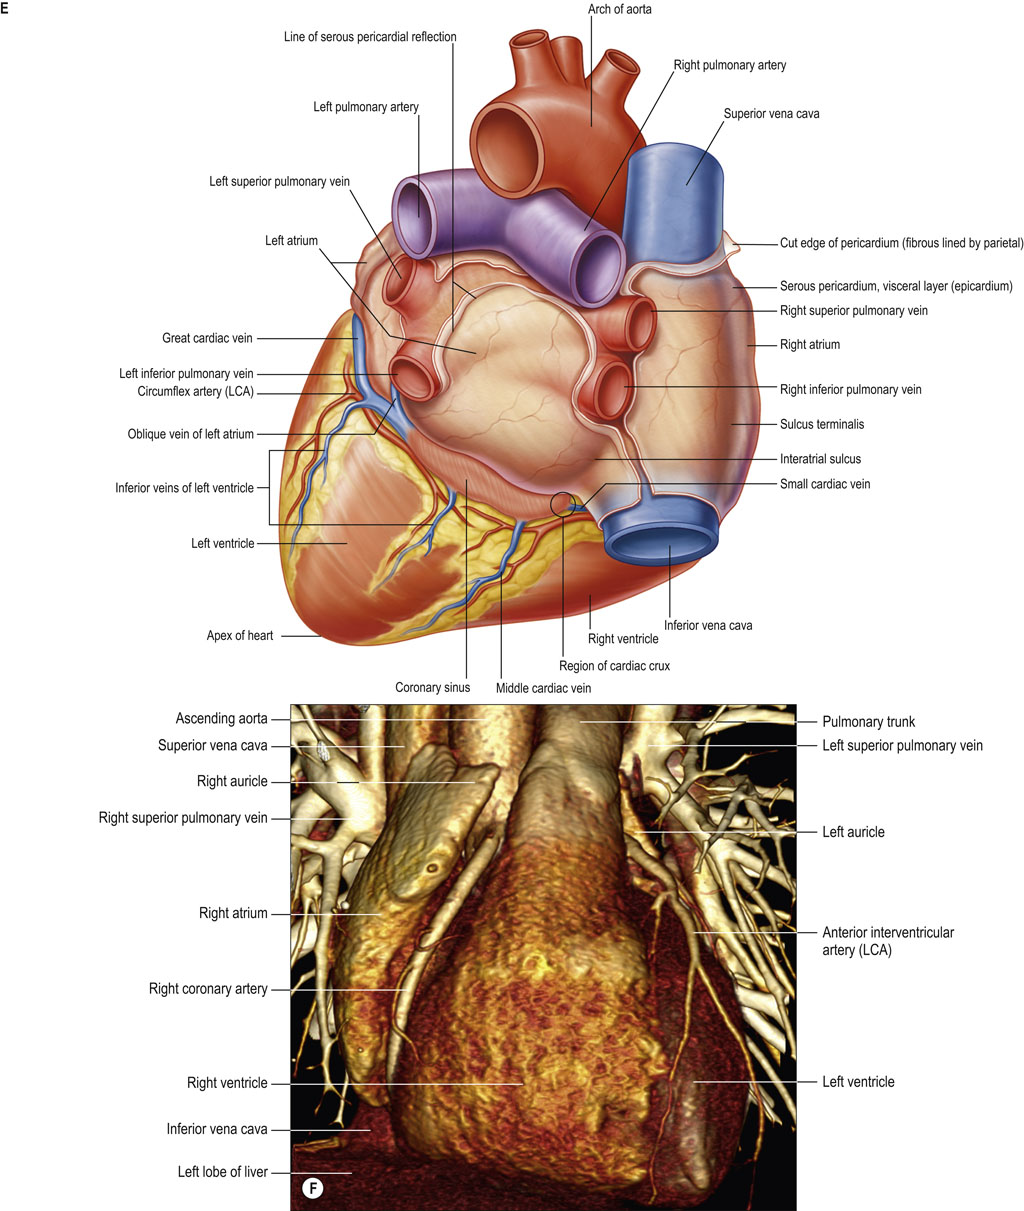 E
Arch of aorta
Line of serous pericardial reflection
Right pulmonary artery
Left pulmonary artery
Superior vena cava
Left superior pulmonary vein
Left atrium
Cut edge of pericardium (fibrous lined by parietal)
Serous pericardium, visceral layer (epicardium)
Right superior pulmonary vein
Great cardiac vein
Right atrium
Left inferior pulmonary vein
Right inferior pulmonary vein
Circumflex artery (LCA)
Sulcus terminalis
Oblique vein of left atrium
Interatrial sulcus
Small cardiac vein
Inferior veins of left ventricle
Left ventricle
Inferior vena cava
Apex of heart
Right ventricle
Region of cardiac crux
Coronary sinus
Middle cardiac vein
Ascending aorta
Pulmonary trunk
Superior vena cava
Left superior pulmonary vein
Right auricle
Right superior pulmonary vein
Left auricle
Right atrium
Anterior interventricular
artery (LCA)
Right coronary artery
Right ventricle
Left ventricle
Inferior vena cava
Left lobe of liver
F